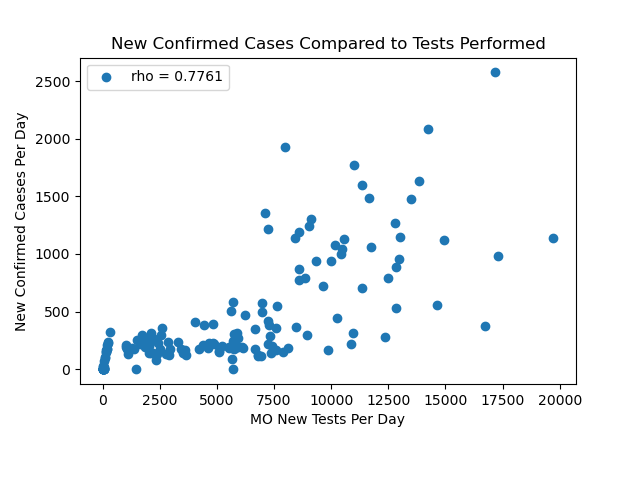 New Confirmed Cases Compared to Tests Performed
rho = 0.7761
New Confirmed Caeses Per Day
2500
2000
1500
1000
500
0
0 2500 5000 7500 10000 12500 15000 17500 20000
MO New Tests Per Day